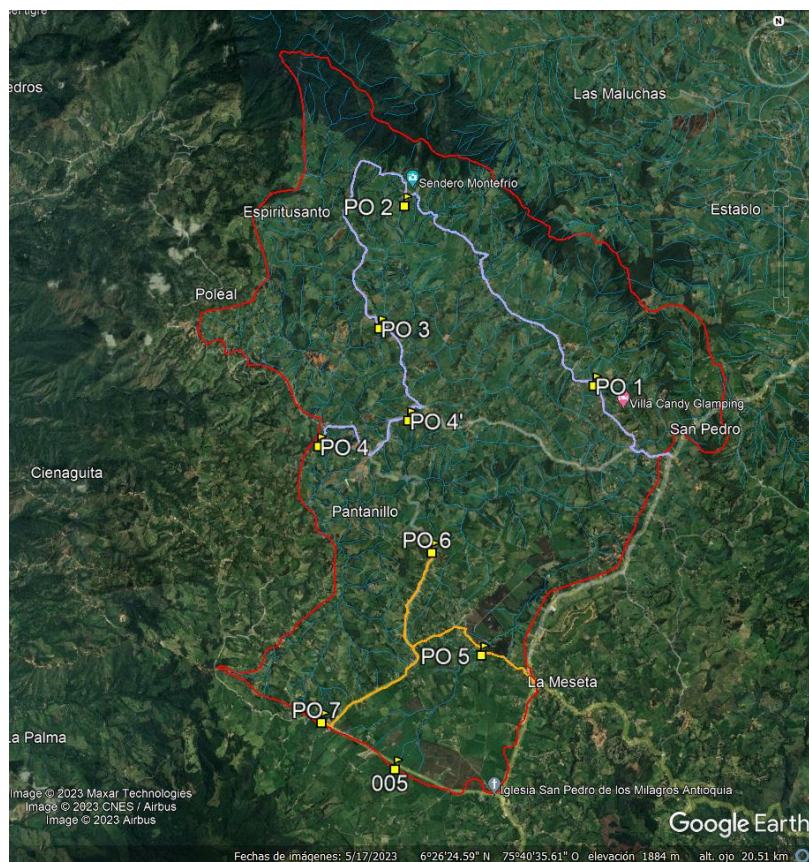 N
edros
Las Maluchas
Sendero Montefrio
PO 2
Espiritusanto
Establo
Poleal
PO 3
PO 1
Villa Candy Glamping
PO 4'
San Pedro
PO 4
Cienaguita
Pantanillo
PO 6
PO 5
La Meseta
PO 7
La Palma
005
Iglesia San Pedro de los Milagros Antioquia
Image © 2023 Maxar Technologies
Image © 2023 CNES / Airbus
Image © 2023 Airbus
Google Earth
Fechas de imágenes: 5/17/2023 6°26'24.59" N 75°40'35.61" O elevación 1884 m alt. ojo 20.51 km